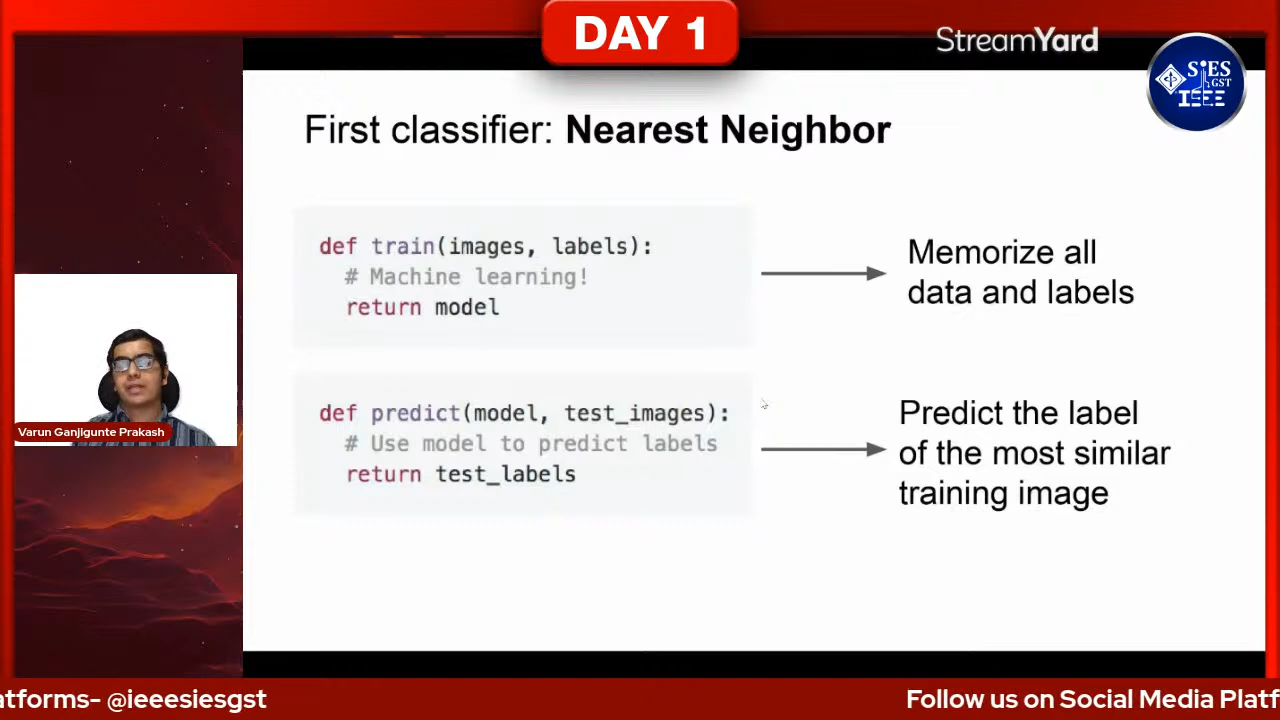 DAY 1
StreamYard
SiES
GST
IEEE
First classifier: Nearest Neighbor
def train(images, labels):
# Machine learning!
return model
Memorize all
data and labels
def predict(model, test_images):
# Use model to predict labels
return test_labels
Predict the label
of the most similar
training image
Varun Ganjigunte Prakash
atforms- @ieeesiesgst
Follow us on Social Media Platf